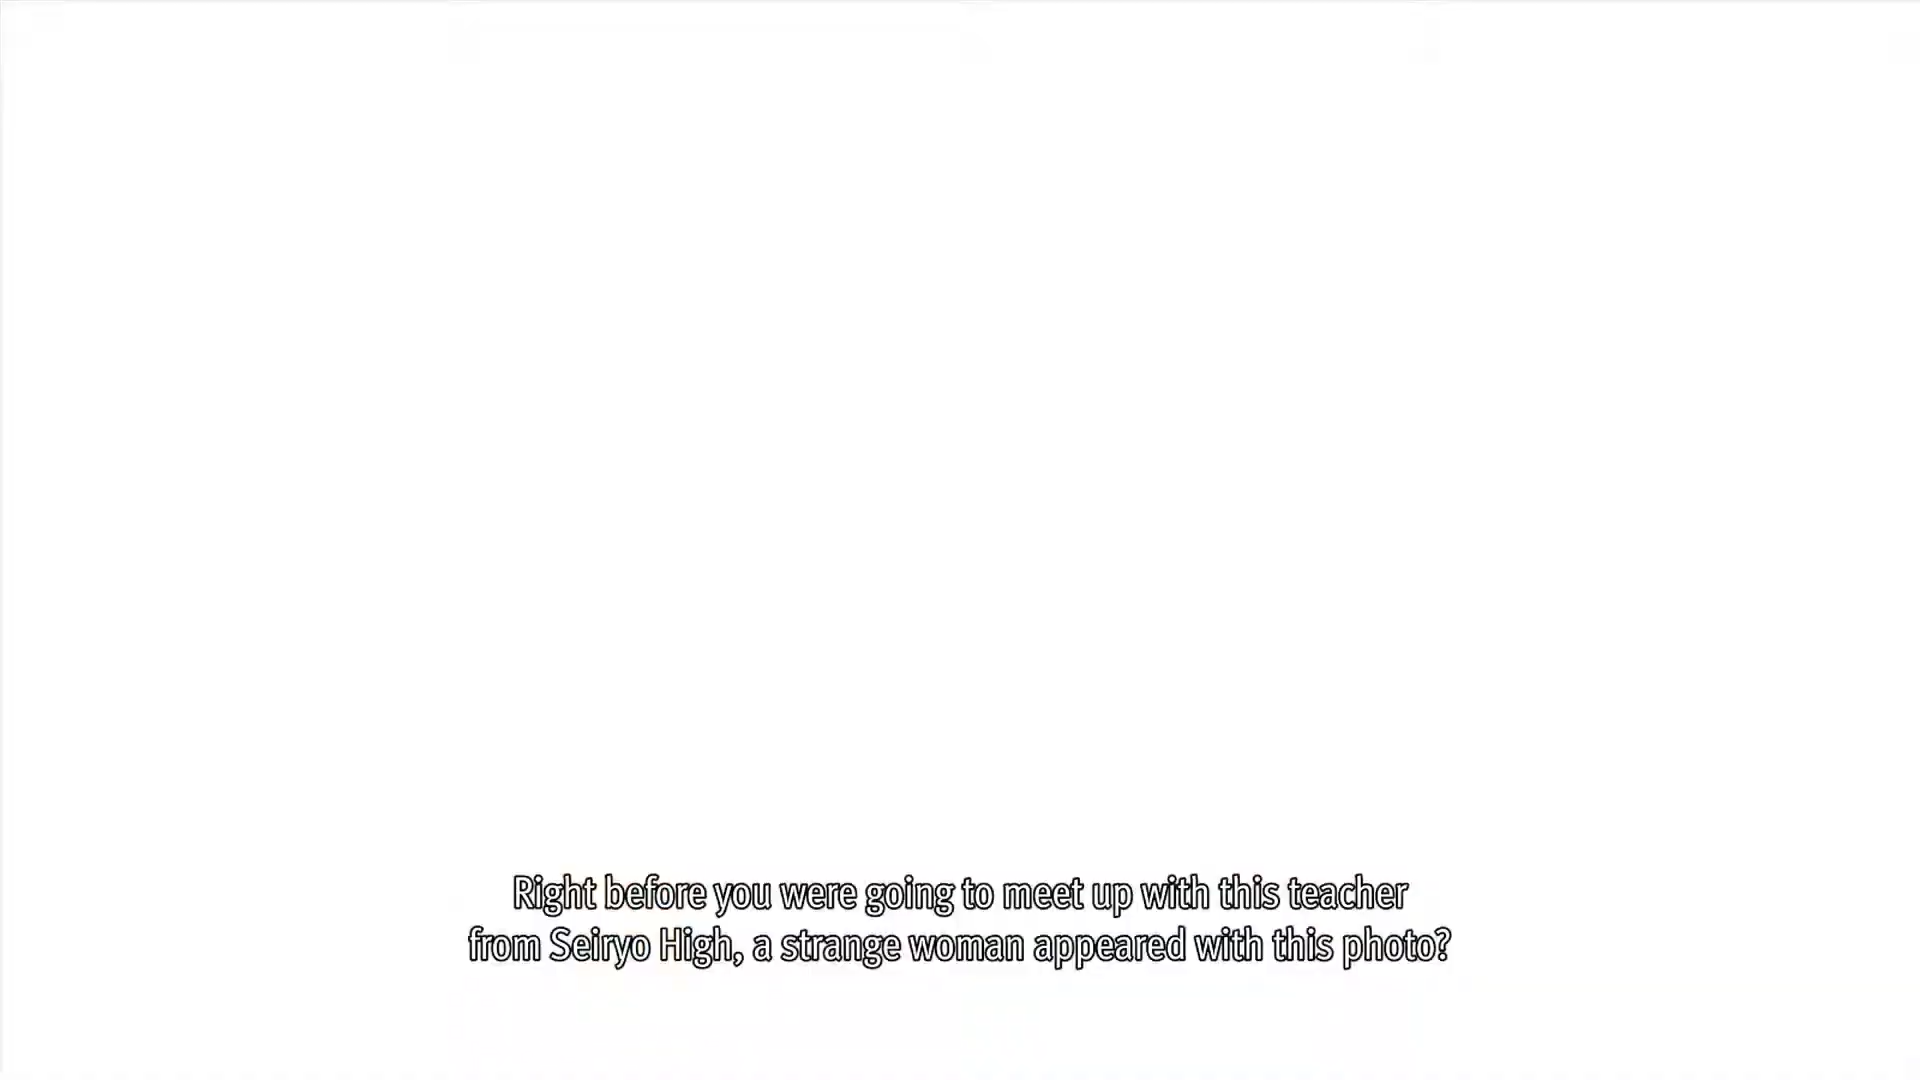 Right before you were going to meet up with this teacher
from Seiryo High, a strange woman appeared with this photo?